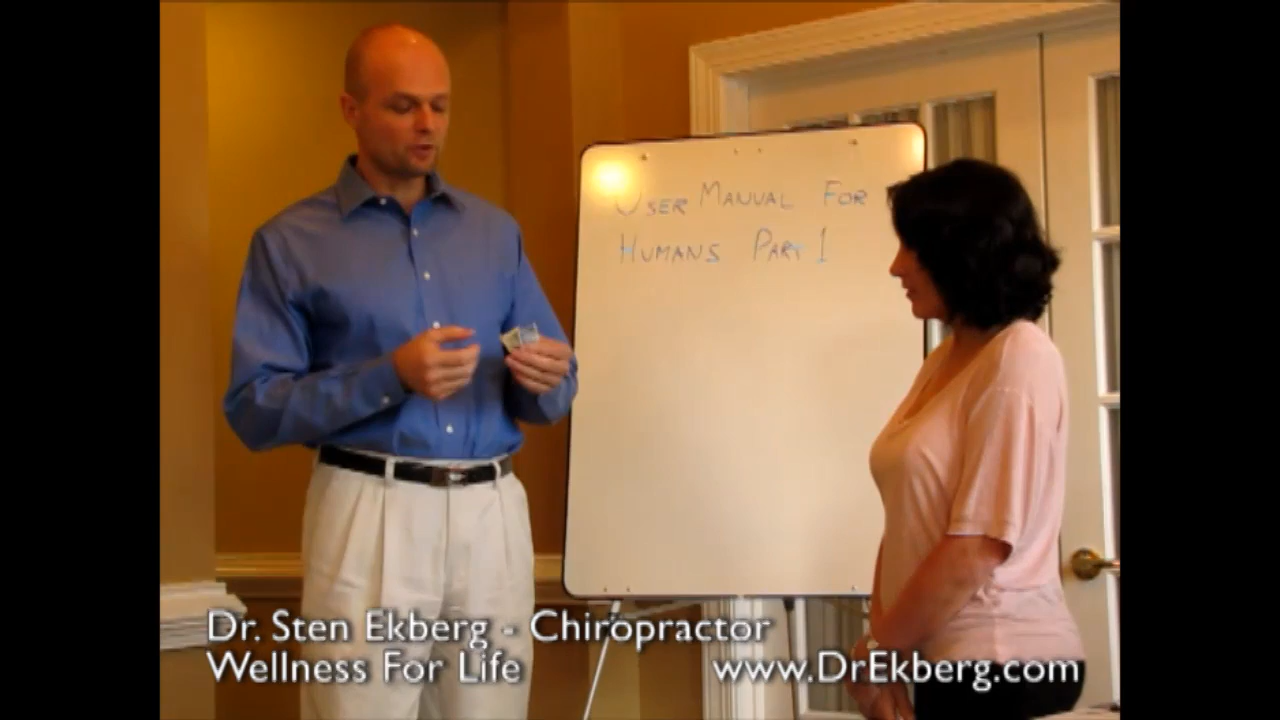 USER MANUAL FOR
HUMANS PART 1
Dr. Sten Ekberg - Chiropractor
Wellness For Life
www.DrEkberg.com